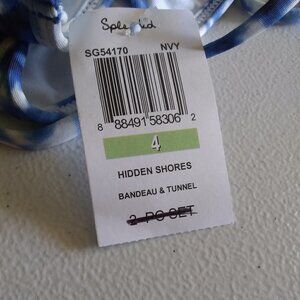 Splendid
SG54170 NVY
8 88491 58306 2
4
HIDDEN SHORES
BANDEAU & TUNNEL
2-PC SET